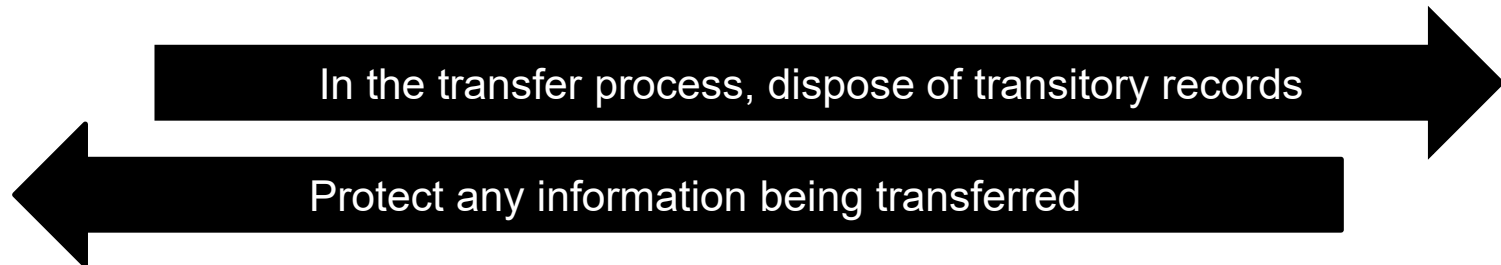 In the transfer process, dispose of transitory records
Protect any information being transferred